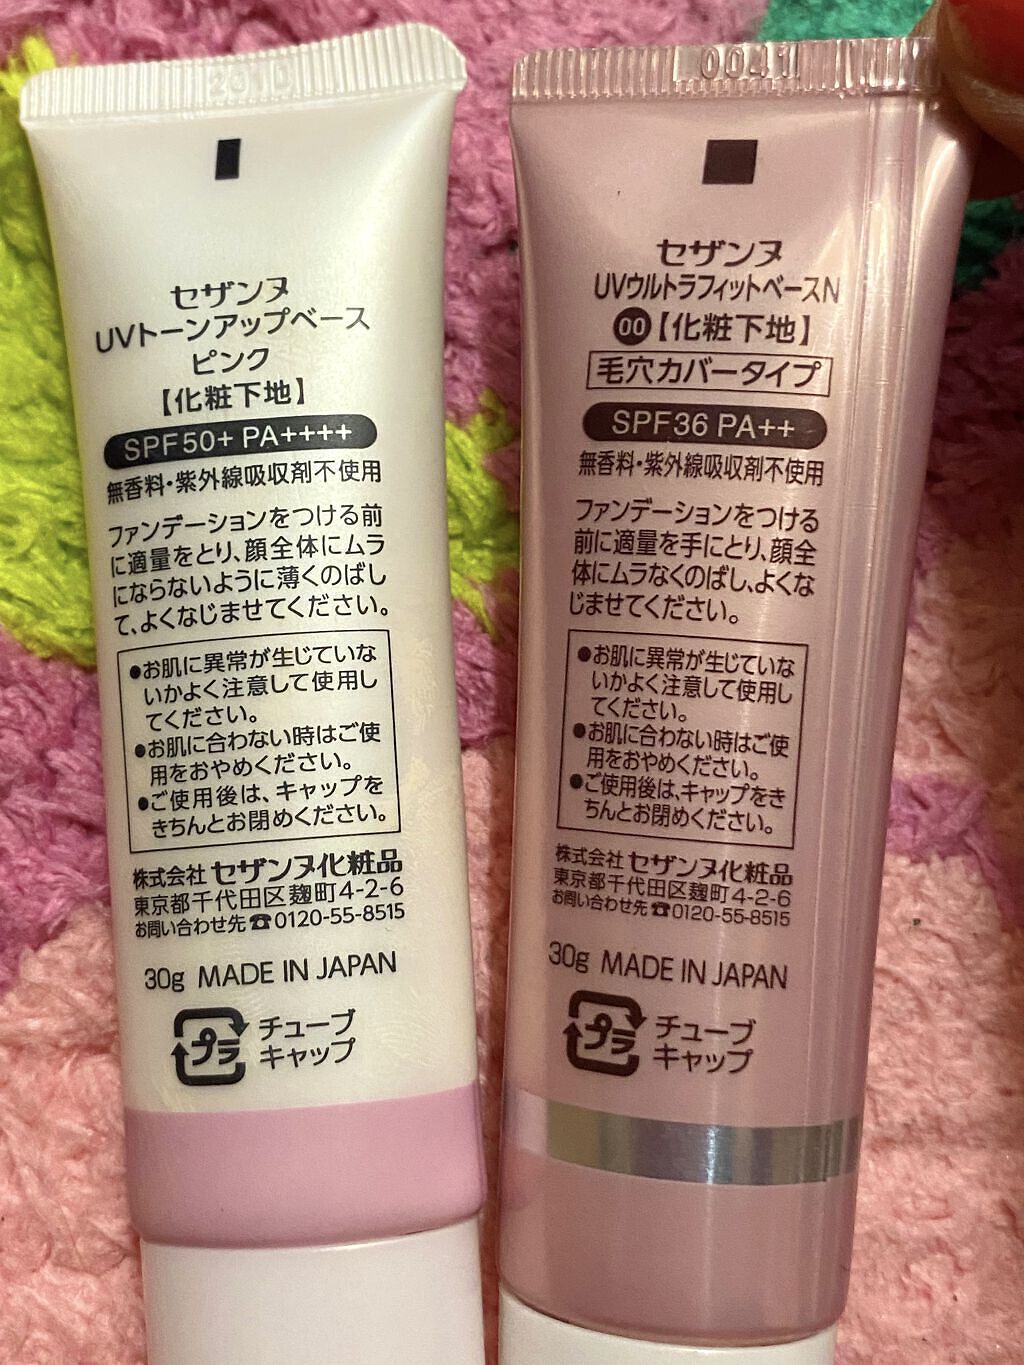 セザンヌ
UVトーンアップベース
ピンク
【化粧下地】
SPF50+ PA++++
無香料・紫外線吸収剤不使用
ファンデーションをつける前
に適量をとり、顔全体にムラ
にならないように薄くのばし
て、よくなじませてください。
●お肌に異常が生じていな
いかよく注意して使用し
てください。
●お肌に合わない時はご使
用をおやめください。
●ご使用後は、キャップを
きちんとお閉めください。
株式会社 セザンヌ化粧品
東京都千代田区麹町4-2-6
お問い合わせ先☎0120-55-8515
30g MADE IN JAPAN
プラ
チューブ
キャップ
0041
セザンヌ
UVウルトラフィットベースN
00【化粧下地】
毛穴カバータイプ
SPF36 PA++
無香料・紫外線吸収剤不使用
ファンデーションをつける
前に適量を手にとり、顔全
体にムラなくのばし、よくな
じませてください。
●お肌に異常が生じていな
いかよく注意して使用し
てください。
●お肌に合わない時はご使
用をおやめください。
●ご使用後は、キャップをき
ちんとお閉めください。
株式会社 セザンヌ化粧品
東京都千代田区麹町4-2-6
お問い合わせ先☎0120-55-8515
30g MADE IN JAPAN
プラ
チューブ
キャップ